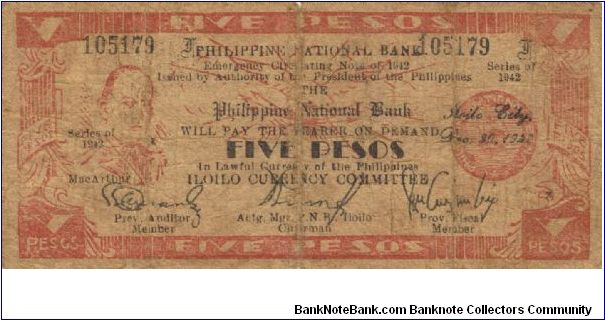 FIVE PESOS
105179 I 105179 I
PHILIPPINE NATIONAL BANK
Emergency Circulating Note of 1942
Issued by Authority of the President of the Philippines
Series of
1942
THE
Philippine National Bank
Iloilo City,
WILL PAY THE BEARER ON DEMAND
Series of
1942
FIVE PESOS
In Lawful Currency of the Philippines
MacArthur
ILOILO CURRENCY COMMITTEE
Prov. Auditor
Member
Actg. Mgr. P.N.B., Iloilo
Chairman
Prov. Fiscal
Member
PESOS FIVE PESOS PESOS
BankNoteBank.com Banknote Collectors Community